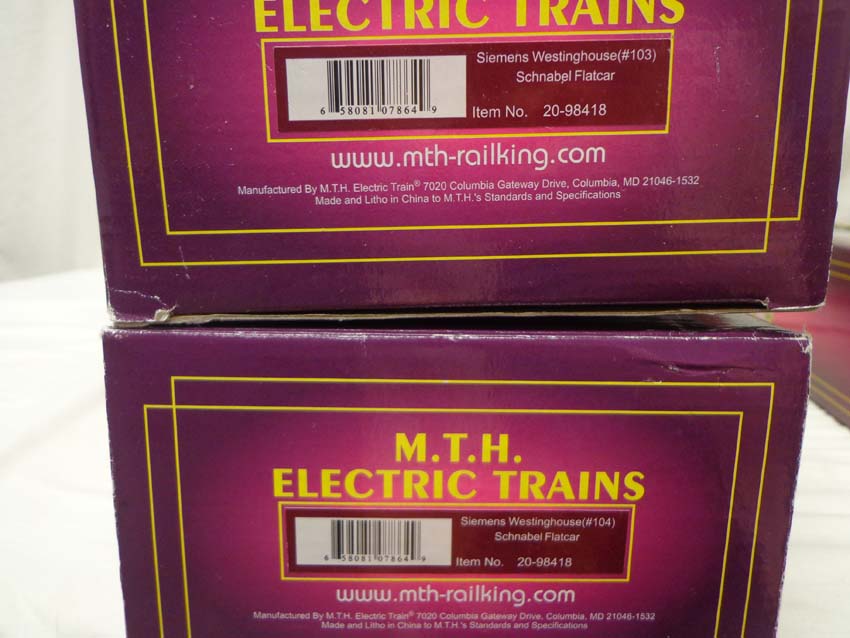 ELECTRIC TRAINS
Siemens Westinghouse(#103)
Schnabel Flatcar
6 58081 07864 9
Item No. 20-98418
www.mth-railking.com
Manufactured By M.T.H. Electric Train® 7020 Columbia Gateway Drive, Columbia, MD 21046-1532
Made and Litho in China to M.T.H.'s Standards and Specifications
M.T.H.
ELECTRIC TRAINS
Siemens Westinghouse(#104)
Schnabel Flatcar
6 58081 07864 9
Item No. 20-98418
www.mth-railking.com
Manufactured By M.T.H. Electric Train® 7020 Columbia Gateway Drive, Columbia, MD 21046-1532
Made and Litho in China to M.T.H.'s Standards and Specifications